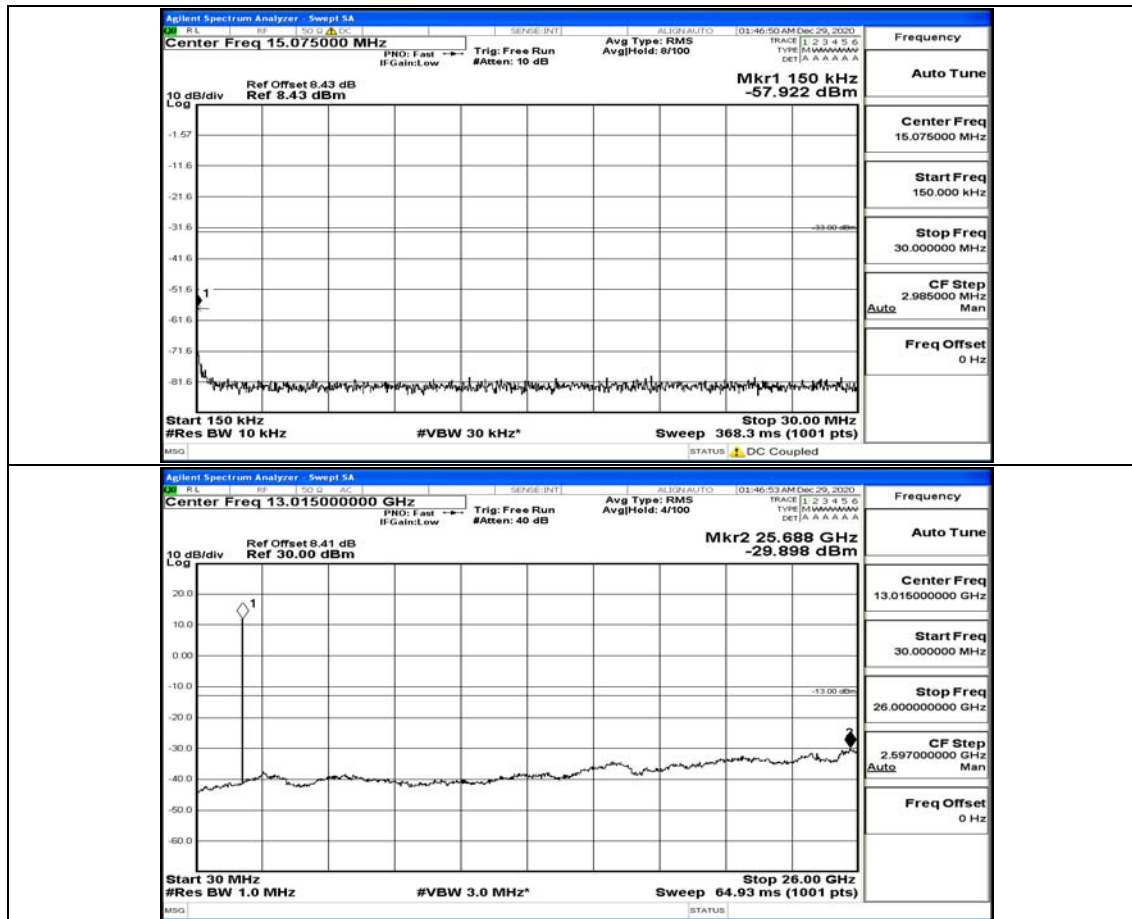 Agilent Spectrum Analyzer - Swept SA
RL RF 50 Ω DC SENSE:INT ALIGN AUTO 01:46:50 AM Dec 29, 2020
Center Freq 15.075000 MHz
PNO: Fast
IFGain:Low
Trig: Free Run
#Atten: 10 dB
Avg Type: RMS
Avg|Hold: 8/100
TRACE 1 2 3 4 5 6
TYPE M WWWWW
DET A A A A A A
Ref Offset 8.43 dB
Ref 8.43 dBm
10 dB/div
Log
Mkr1 150 kHz
-57.922 dBm
-1.57
-11.6
-21.6
-31.6
-33.00 dBm
-41.6
-51.6
1
-61.6
-71.6
-81.6
Start 150 kHz
Stop 30.00 MHz
#Res BW 10 kHz
#VBW 30 kHz*
Sweep 368.3 ms (1001 pts)
MSG
STATUS DC Coupled
Frequency
Auto Tune
Center Freq
15.075000 MHz
Start Freq
150.000 kHz
Stop Freq
30.000000 MHz
CF Step
2.985000 MHz
Auto Man
Freq Offset
0 Hz
Agilent Spectrum Analyzer - Swept SA
RL RF 50 Ω AC SENSE:INT ALIGN AUTO 01:46:53 AM Dec 29, 2020
Center Freq 13.015000000 GHz
PNO: Fast
IFGain:Low
Trig: Free Run
#Atten: 40 dB
Avg Type: RMS
Avg|Hold: 4/100
TRACE 1 2 3 4 5 6
TYPE M WWWWW
DET A A A A A A
Ref Offset 8.41 dB
Ref 30.00 dBm
10 dB/div
Log
Mkr2 25.688 GHz
-29.898 dBm
20.0
1
10.0
0.00
-10.0
-13.00 dBm
-20.0
2
-30.0
-40.0
-50.0
-60.0
Start 30 MHz
Stop 26.00 GHz
#Res BW 1.0 MHz
#VBW 3.0 MHz*
Sweep 64.93 ms (1001 pts)
MSG
STATUS
Frequency
Auto Tune
Center Freq
13.015000000 GHz
Start Freq
30.000000 MHz
Stop Freq
26.000000000 GHz
CF Step
2.597000000 GHz
Auto Man
Freq Offset
0 Hz